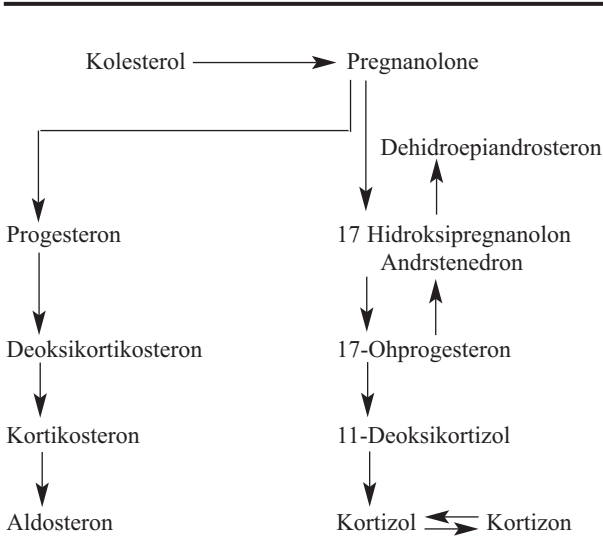 Kolesterol Pregnanolone
Dehidroepiandrosteron
Progesteron 17 Hidroksipregnanolon
Andrstenedron
Deoksikortikosteron 17-Ohprogesteron
Kortikosteron 11-Deoksikortizol
Aldosteron Kortizol Kortizon